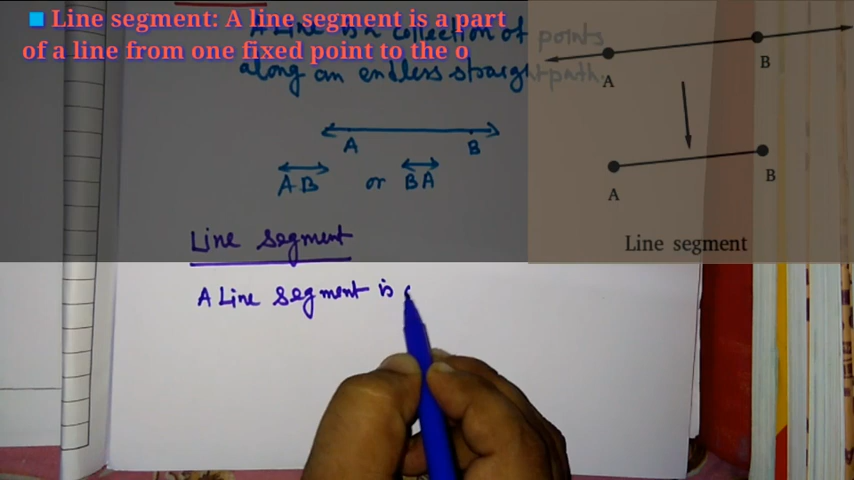 Line segment: A line segment is a part
of a line from one fixed point to the o
A Line is a collection of points
along an endless straight path.
A B
A B
AB or BA
A B
Line segment
Line segment
A Line segment is